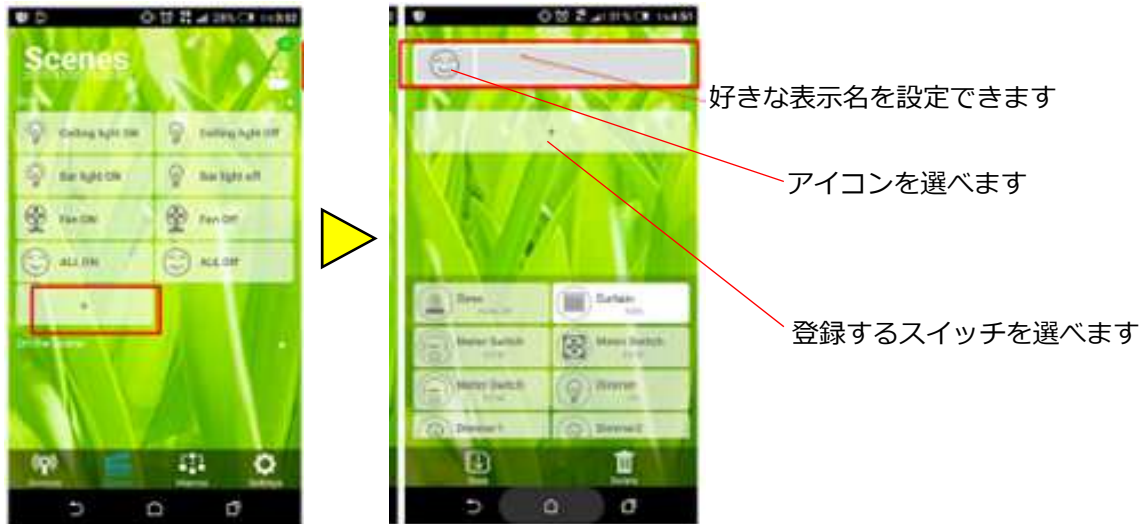 Scenes
Ceiling light ON
Ceiling light Off
Bar light ON
Bar light off
Fan ON
Fan Off
ALL ON
ALL Off
+
Settings
+
Door
Curtain
Meter Switch
Meter Switch
Meter Switch
Dimmer
Dimmer1
Dimmer2
Save
Delete
好きな表示名を設定できます
アイコンを選べます
登録するスイッチを選べます